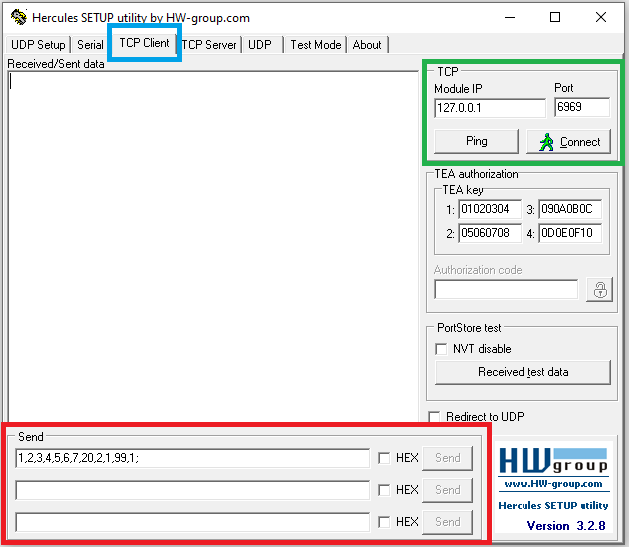 Hercules SETUP utility by HW-group.com
UDP Setup Serial TCP Client TCP Server UDP Test Mode About
Received/Sent data
TCP
Module IP Port
127.0.0.1 6969
Ping Connect
TEA authorization
TEA key
1: 01020304 3: 090A0B0C
2: 05060708 4: 0D0E0F10
Authorization code
PortStore test
NVT disable
Received test data
Redirect to UDP
Send
1,2,3,4,5,6,7,20,2,1,99,1; HEX Send
HEX Send
HEX Send
HWgroup
www.HW-group.com
Hercules SETUP utility
Version 3.2.8